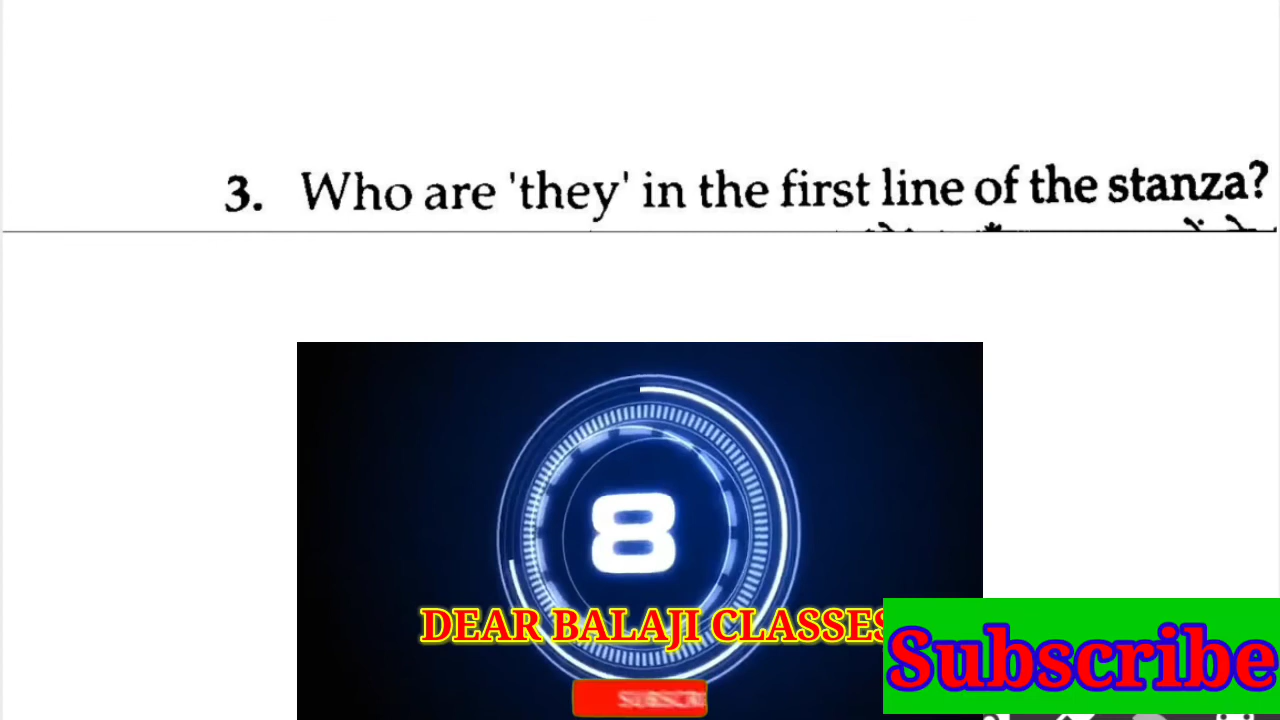 3. Who are 'they' in the first line of the stanza?
8
DEAR BALAJI CLASSES
Subscribe